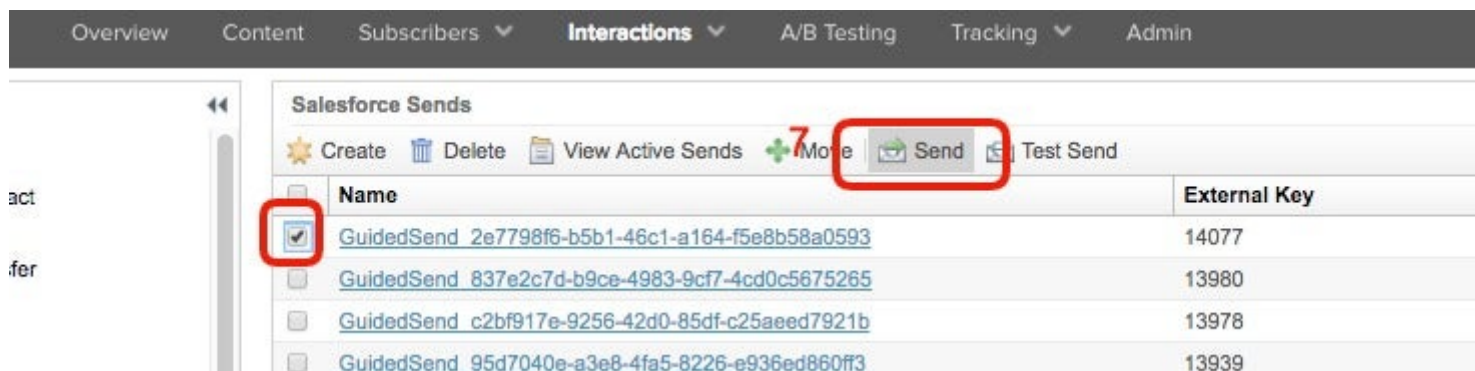 Overview Content Subscribers Interactions A/B Testing Tracking Admin
Salesforce Sends
Create Delete View Active Sends 7 Move Send Test Send
act
Name External Key
GuidedSend_2e7798f6-b5b1-46c1-a164-f5e8b58a0593 14077
sfer
GuidedSend_837e2c7d-b9ce-4983-9cf7-4cd0c5675265 13980
GuidedSend_c2bf917e-9256-42d0-85df-c25aeed7921b 13978
GuidedSend_95d7040e-a3e8-4fa5-8226-e936ed860ff3 13939